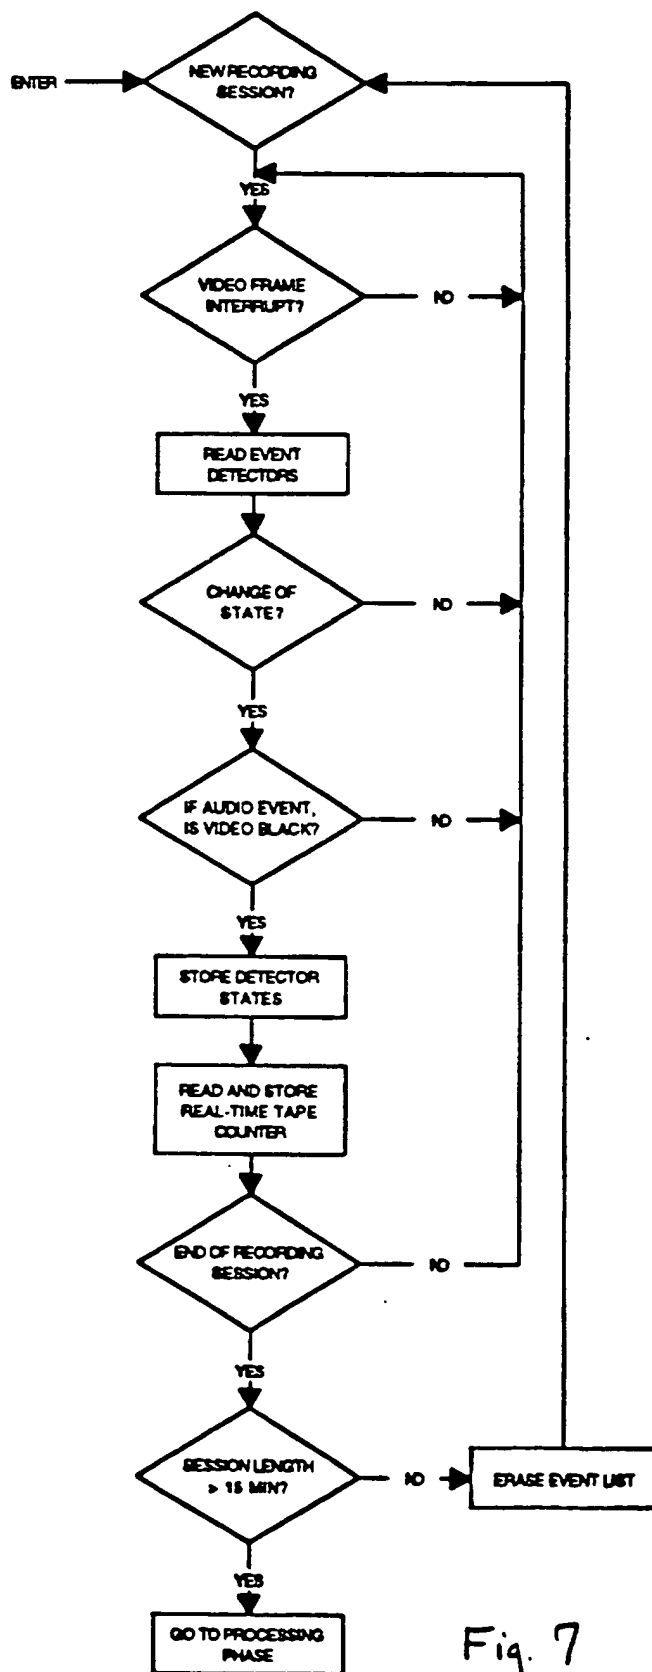 NEW RECORDING
SESSION?
ENTER
YES
VIDEO FRAME
INTERRUPT?
NO
YES
READ EVENT
DETECTORS
CHANGE OF
STATE?
NO
YES
IF AUDIO EVENT,
IS VIDEO BLACK?
NO
YES
STORE DETECTOR
STATES
READ AND STORE
REAL-TIME TAPE
COUNTER
END OF RECORDING
SESSION?
NO
YES
SESSION LENGTH
> 15 MIN?
NO
ERASE EVENT LIST
YES
GO TO PROCESSING
PHASE
Fig. 7